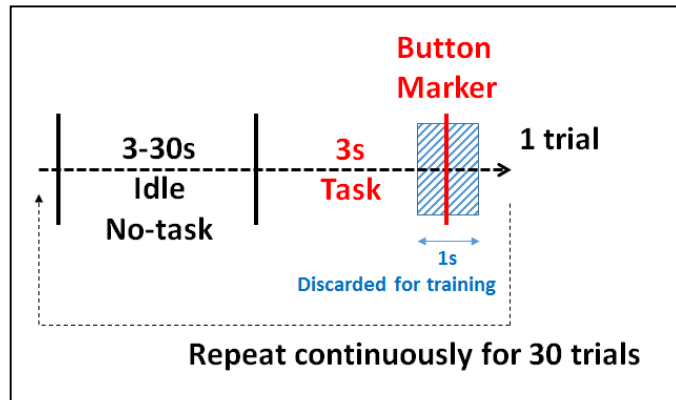 Button
Marker
3-30s
3s
1 trial
Idle
Task
No-task
1s
Discarded for training
Repeat continuously for 30 trials